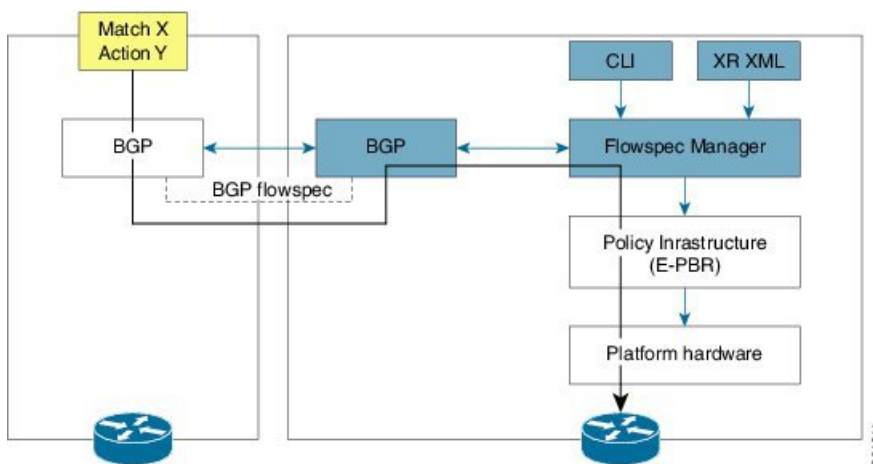 Match X
Action Y
CLI
XR XML
BGP
BGP
Flowspec Manager
BGP flowspec
Policy Inrastructure
(E-PBR)
Platform hardware